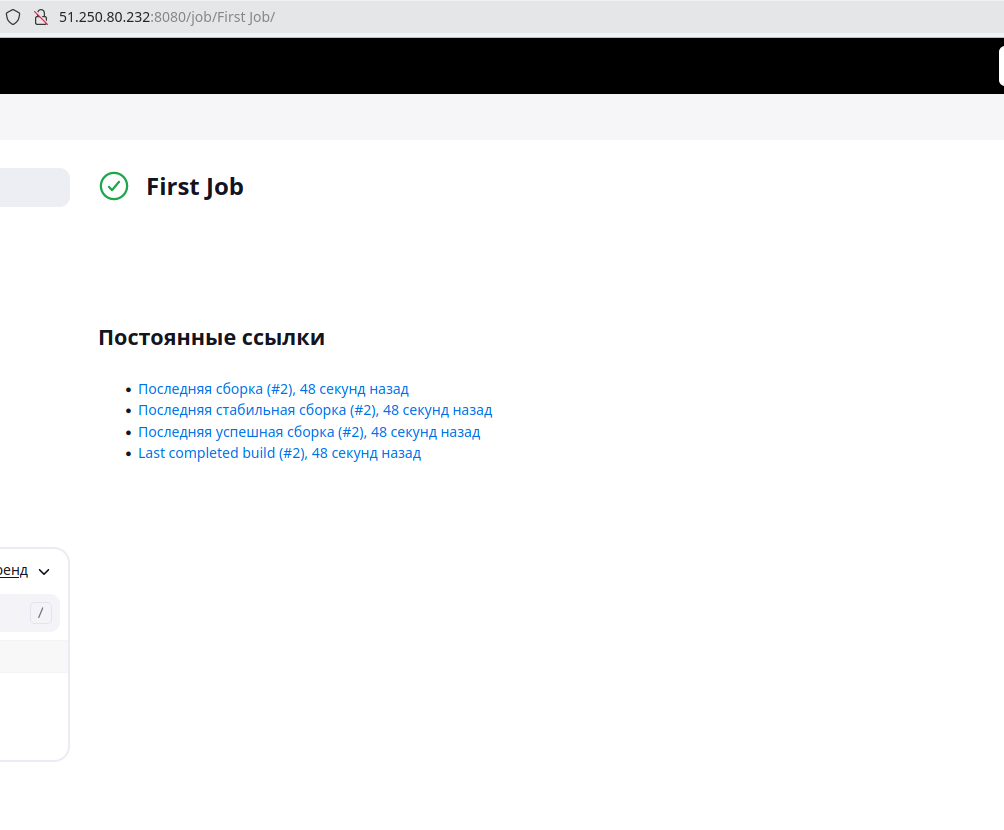 51.250.80.232:8080/job/First Job/
First Job
Постоянные ссылки
Последняя сборка (#2), 48 секунд назад
Последняя стабильная сборка (#2), 48 секунд назад
Последняя успешная сборка (#2), 48 секунд назад
Last completed build (#2), 48 секунд назад
ренд
/